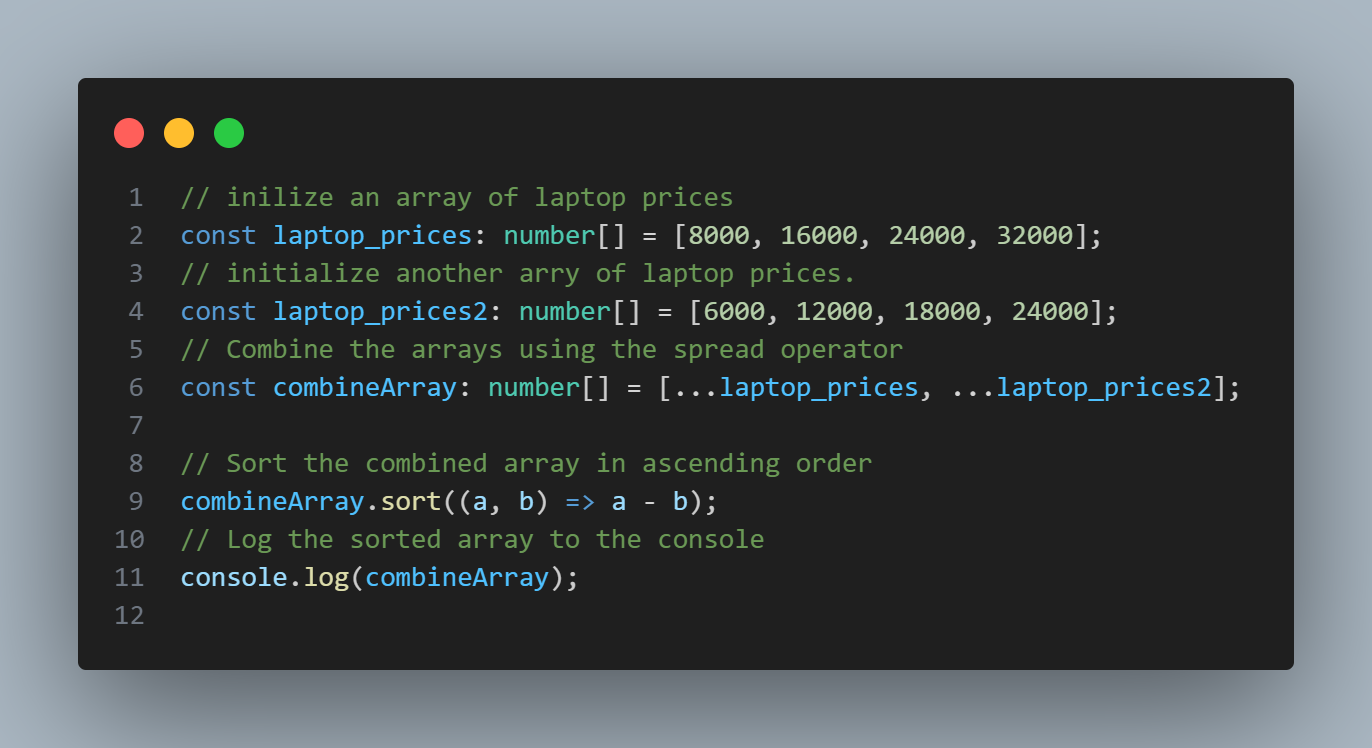 1 // inilize an array of laptop prices
2 const laptop_prices: number[] = [8000, 16000, 24000, 32000];
3 // initialize another arry of laptop prices.
4 const laptop_prices2: number[] = [6000, 12000, 18000, 24000];
5 // Combine the arrays using the spread operator
6 const combineArray: number[] = [...laptop_prices, ...laptop_prices2];
7
8 // Sort the combined array in ascending order
9 combineArray.sort((a, b) => a - b);
10 // Log the sorted array to the console
11 console.log(combineArray);
12